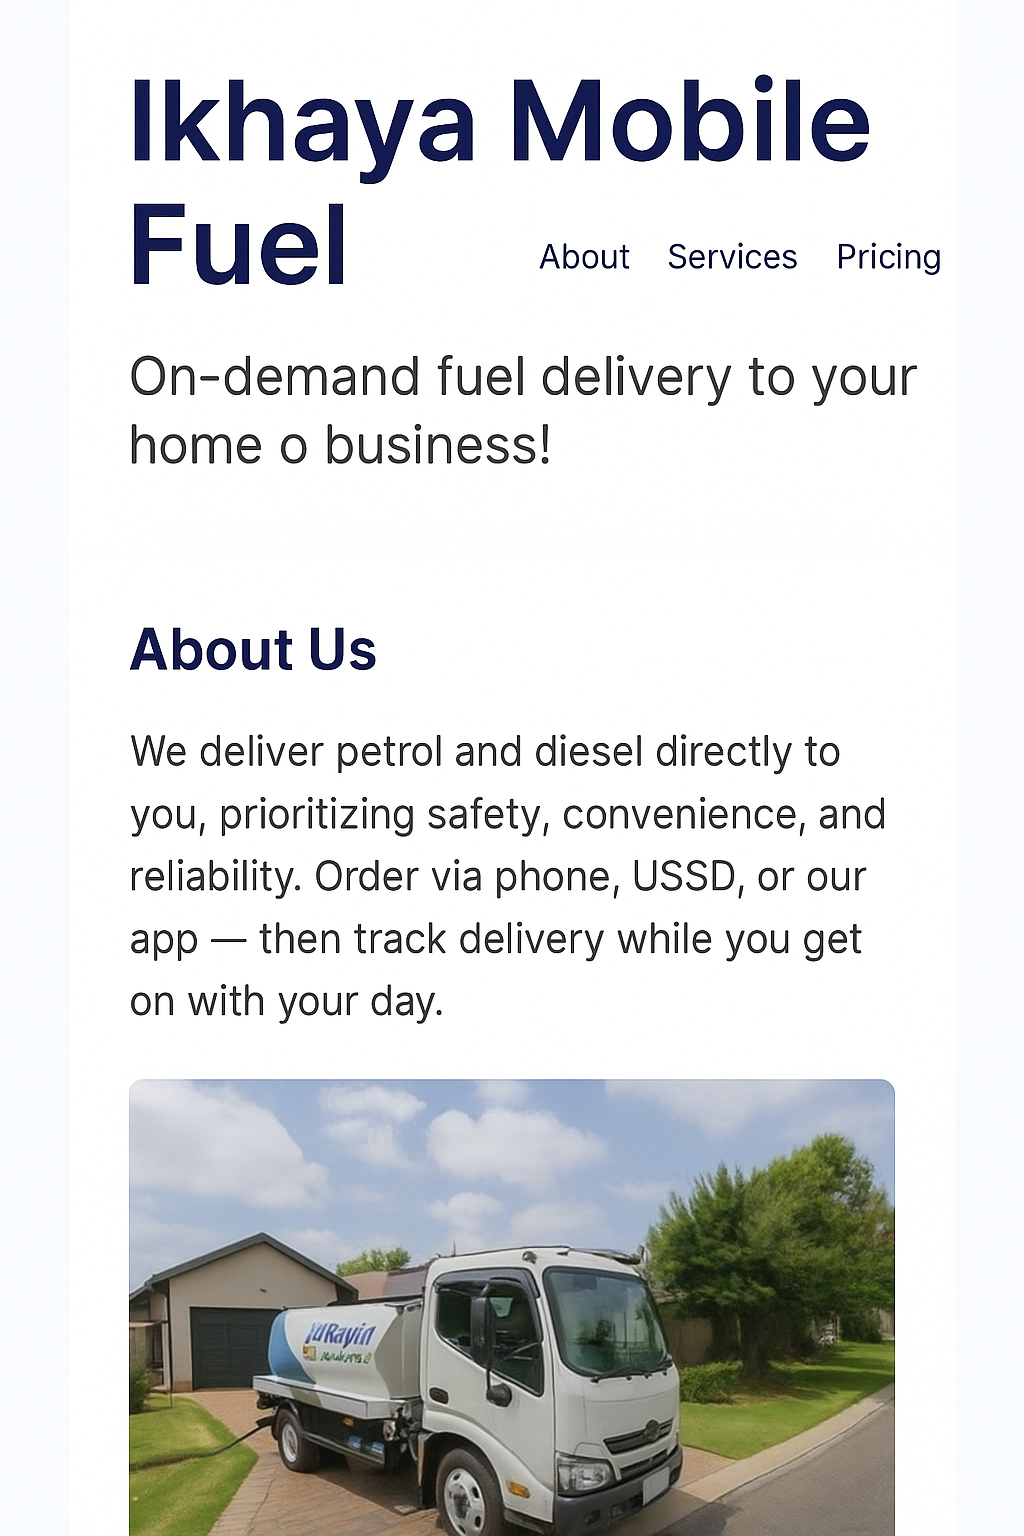 Ikhaya Mobile
Fuel
About Services Pricing
On-demand fuel delivery to your
home o business!
About Us
We deliver petrol and diesel directly to
you, prioritizing safety, convenience, and
reliability. Order via phone, USSD, or our
app — then track delivery while you get
on with your day.